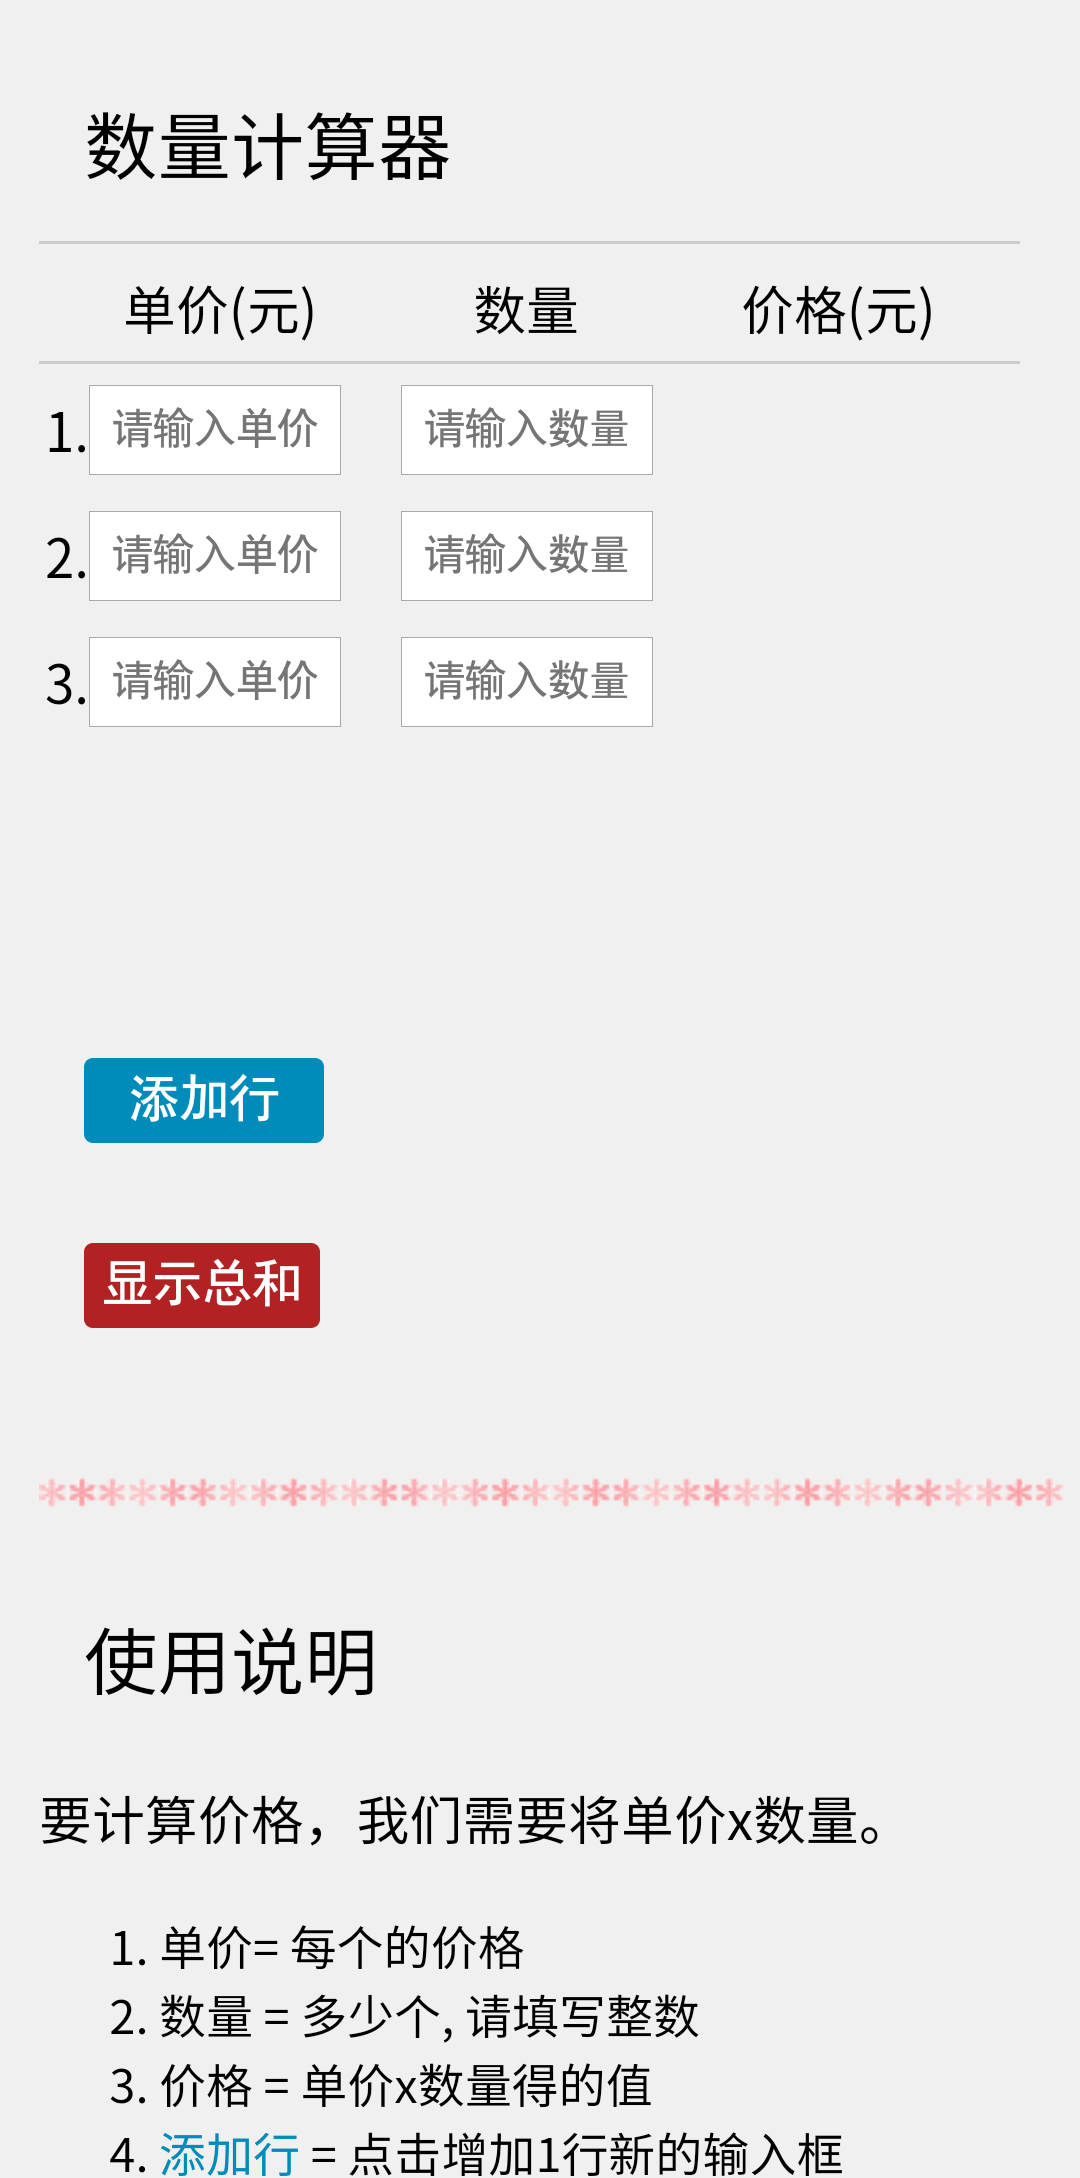 数量计算器
单价(元) 数量 价格(元)
1. 请输入单价 请输入数量
2. 请输入单价 请输入数量
3. 请输入单价 请输入数量
添加行
显示总和
**********************************
使用说明
要计算价格，我们需要将单价x数量。
1. 单价= 每个的价格
2. 数量 = 多少个, 请填写整数
3. 价格 = 单价x数量得的值
4. 添加行 = 点击增加1行新的输入框